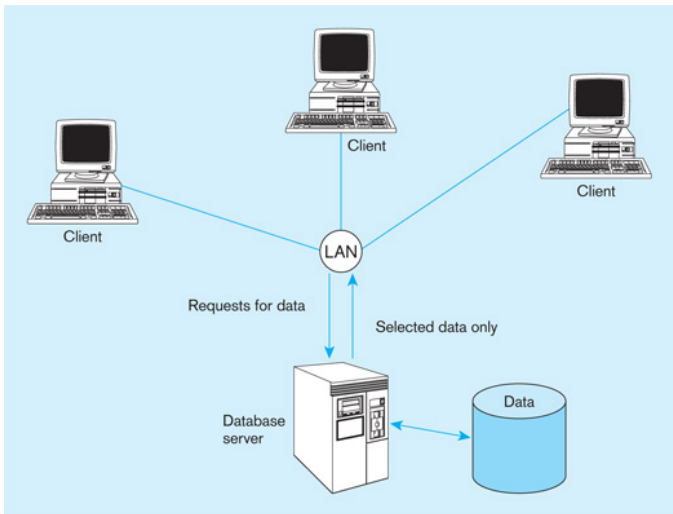 Client
Client
Client
LAN
Requests for data
Selected data only
Database
server
Data